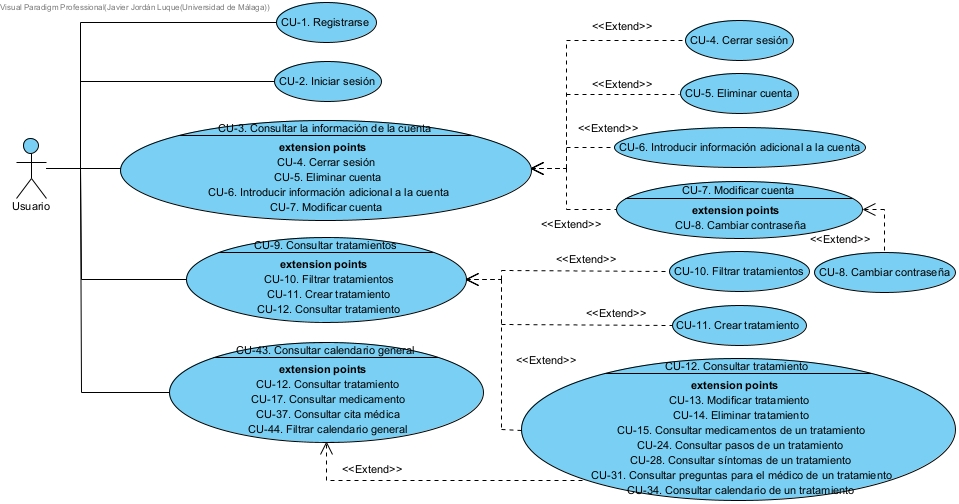 Visual Paradigm Professional(Javier Jordán Luque(Universidad de Málaga))
CU-1. Registrarse
<<Extend>>
CU-4. Cerrar sesión
CU-2. Iniciar sesión
<<Extend>>
CU-5. Eliminar cuenta
CU-3. Consultar la información de la cuenta
extension points
CU-4. Cerrar sesión
CU-5. Eliminar cuenta
CU-6. Introducir información adicional a la cuenta
CU-7. Modificar cuenta
<<Extend>>
CU-6. Introducir información adicional a la cuenta
Usuario
<<Extend>>
CU-7. Modificar cuenta
extension points
CU-8. Cambiar contraseña
<<Extend>>
CU-8. Cambiar contraseña
CU-9. Consultar tratamientos
extension points
CU-10. Filtrar tratamientos
CU-11. Crear tratamiento
CU-12. Consultar tratamiento
<<Extend>>
CU-10. Filtrar tratamientos
<<Extend>>
CU-11. Crear tratamiento
CU-43. Consultar calendario general
extension points
CU-12. Consultar tratamiento
CU-17. Consultar medicamento
CU-37. Consultar cita médica
CU-44. Filtrar calendario general
<<Extend>>
CU-12. Consultar tratamiento
extension points
CU-13. Modificar tratamiento
CU-14. Eliminar tratamiento
CU-15. Consultar medicamentos de un tratamiento
CU-24. Consultar pasos de un tratamiento
CU-28. Consultar síntomas de un tratamiento
CU-31. Consultar preguntas para el médico de un tratamiento
CU-34. Consultar calendario de un tratamiento
<<Extend>>